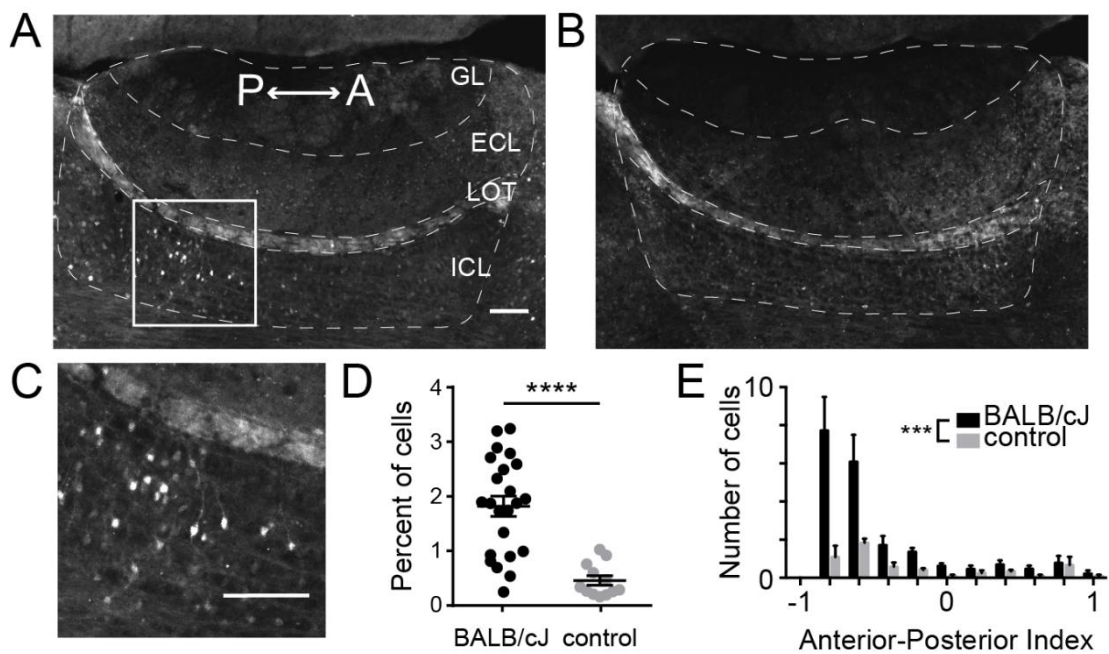 A
P A
GL
ECL
LOT
ICL
B
C
D
4
3
2
1
0
Percent of cells
****
BALB/cJ control
E
10
0
Number of cells
***
BALB/cJ
control
-1 0 1
Anterior-Posterior Index